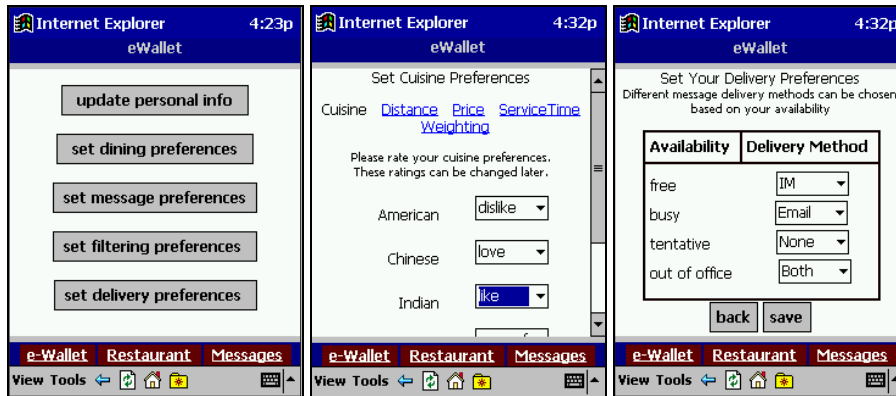 Internet Explorer 4:23p
eWallet
update personal info
set dining preferences
set message preferences
set filtering preferences
set delivery preferences
e-Wallet Restaurant Messages
View Tools
Internet Explorer 4:32p
eWallet
Set Cuisine Preferences
Cuisine Distance Price ServiceTime
Weighting
Please rate your cuisine preferences.
These ratings can be changed later.
American dislike
Chinese love
Indian like
e-Wallet Restaurant Messages
View Tools
Internet Explorer 4:32p
eWallet
Set Your Delivery Preferences
Different message delivery methods can be chosen
based on your availability
Availability Delivery Method
free IM
busy Email
tentative None
out of office Both
back save
e-Wallet Restaurant Messages
View Tools